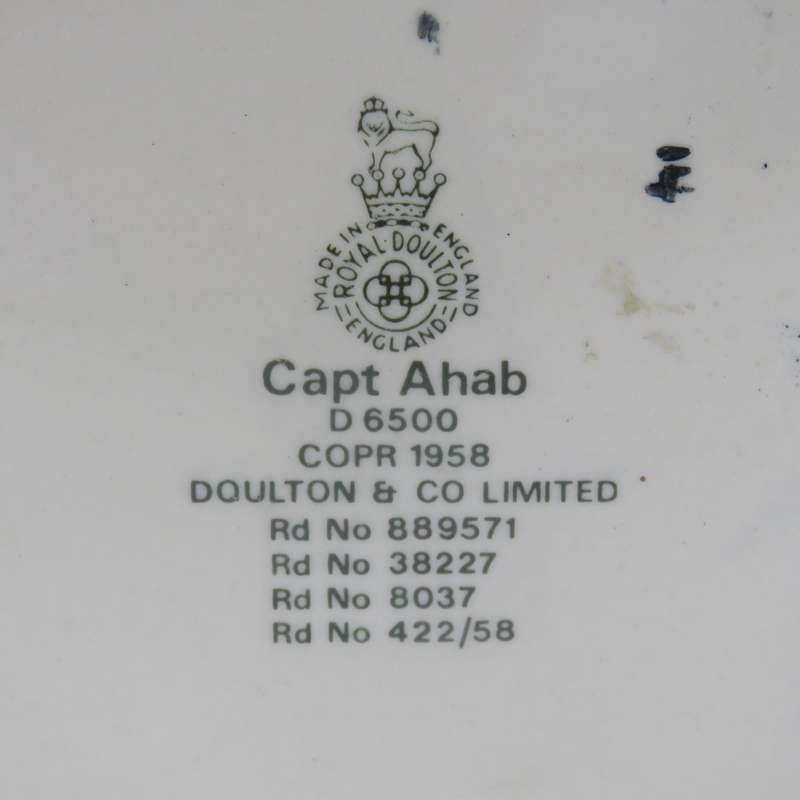 MADE IN ENGLAND
ROYAL · DOULTON
ENGLAND
Capt Ahab
D 6500
COPR 1958
DOULTON & CO LIMITED
Rd No 889571
Rd No 38227
Rd No 8037
Rd No 422/58